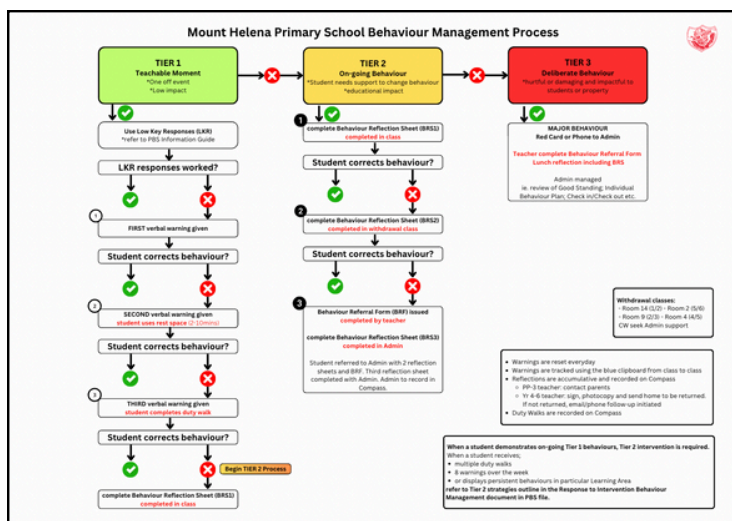 Mount Helena Primary School Behaviour Management Process
TIER 1
Teachable Moment
*One off event
*Low impact
Use Low Key Responses (LKR)
*refer to PBS Information Guide
LKR responses worked?
1
FIRST verbal warning given
Student corrects behaviour?
2
SECOND verbal warning given
student uses rest space (2-10mins)
Student corrects behaviour?
3
THIRD verbal warning given
student completes duty walk
Student corrects behaviour?
Begin TIER 2 Process
complete Behaviour Reflection Sheet (BRS1)
completed in class
TIER 2
On-going Behaviour
*Student needs support to change behaviour
*educational impact
1
complete Behaviour Reflection Sheet (BRS1)
completed in class
Student corrects behaviour?
2
complete Behaviour Reflection Sheet (BRS2)
completed in withdrawal class
Student corrects behaviour?
3
Behaviour Referral Form (BRF) issued
completed by teacher
complete Behaviour Reflection Sheet (BRS3)
completed in Admin
Student referred to Admin with 2 reflection
sheets and BRF. Third reflection sheet
completed with Admin. Admin to record in
Compass.
TIER 3
Deliberate Behaviour
*hurtful or damaging and impactful to
students or property
MAJOR BEHAVIOUR
Red Card or Phone to Admin
Teacher complete Behaviour Referral Form
Lunch reflection including BRS
Admin managed
ie. review of Good Standing; Individual
Behaviour Plan; Check in/Check out etc.
Withdrawal classes:
- Room 14 (1/2) - Room 2 (5/6)
- Room 9 (2/3) - Room 4 (4/5)
CW seek Admin support
Warnings are reset everyday
Warnings are tracked using the blue clipboard from class to class
Reflections are accumulative and recorded on Compass
PP-3 teacher: contact parents
Yr 4-6 teacher: sign, photocopy and send home to be returned.
If not returned, email/phone follow-up initiated
Duty Walks are recorded on Compass
When a student demonstrates on-going Tier 1 behaviours, Tier 2 intervention is required.
When a student receives;
multiple duty walks
8 warnings over the week
or displays persistent behaviours in particular Learning Area
refer to Tier 2 strategies outline in the Response to Intervention Behaviour
Management document in PBS file.